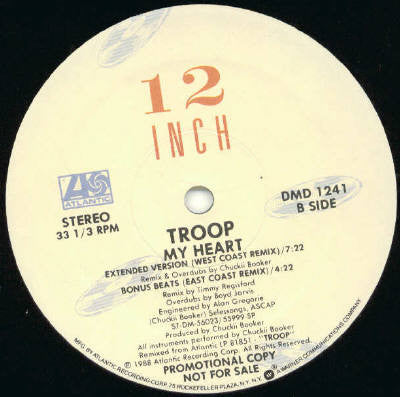 12
INCH
ATLANTIC
STEREO
33 1/3 RPM
DMD 1241
B SIDE
TROOP
MY HEART
EXTENDED VERSION (WEST COAST REMIX)/7:22
Remix & Overdubs by Chuckii Booker
BONUS BEATS (EAST COAST REMIX)/4:22
Remix by Timmy Regisford
Overdubs by Boyd Jarvis
Engineered by Alan Gregorie
(Chuckii Booker) Selessongs, ASCAP
ST-DM-56023/55999 SP
Produced by Chuckii Booker
All instruments performed by Chuckii Booker
Remixed from Atlantic LP 81851 - "TROOP"
℗ 1988 Atlantic Recording Corp. All Rights Reserved.
PROMOTIONAL COPY
NOT FOR SALE
MFG. BY ATLANTIC RECORDING CORP. 75 ROCKEFELLER PLAZA, N.Y. N.Y. A WARNER COMMUNICATIONS COMPANY